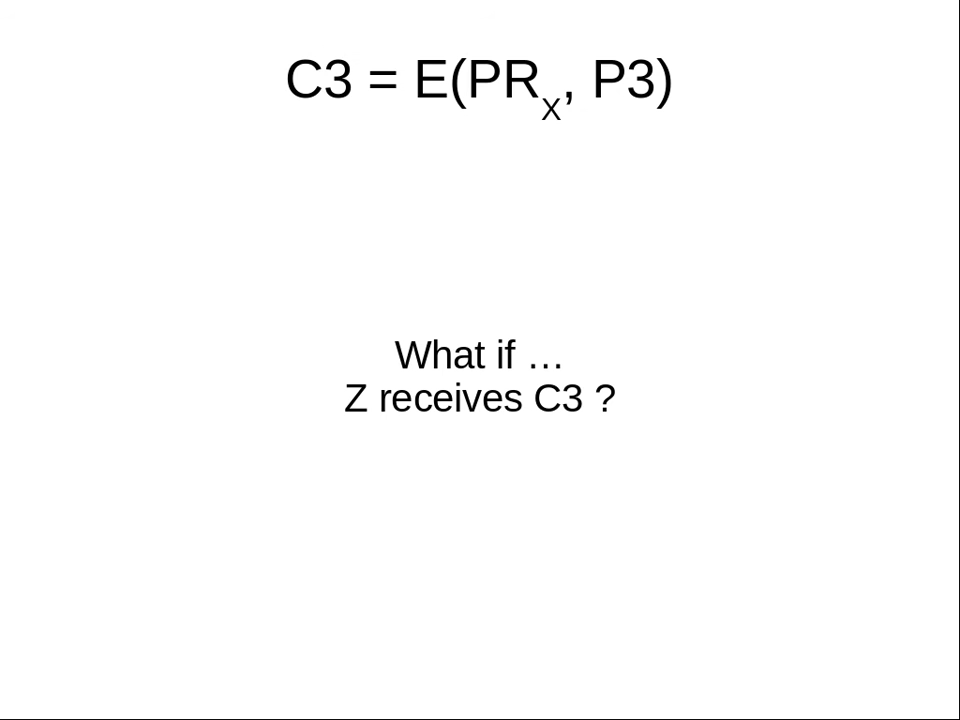 C3 = E(PRX, P3)
What if …
Z receives C3 ?